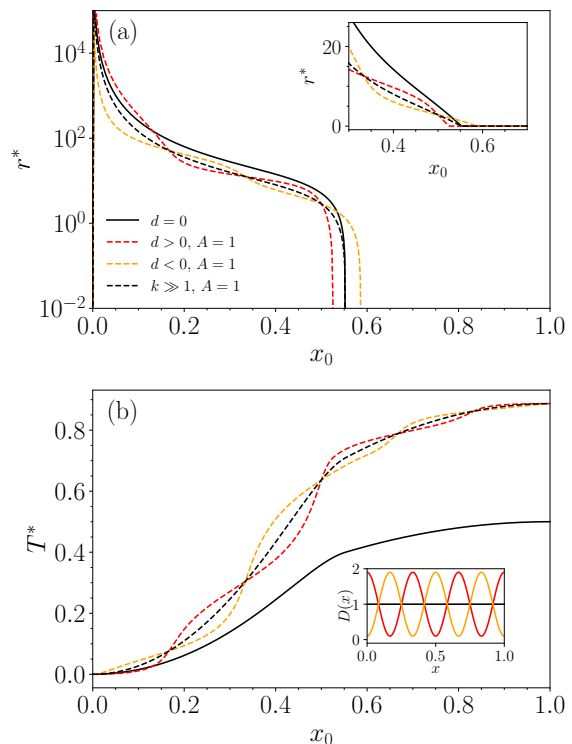 (a)
r*
10^4
10^2
10^0
10^−2
d = 0
d > 0, A = 1
d < 0, A = 1
k ≫ 1, A = 1
0.0 0.2 0.4 0.6 0.8 1.0
x_0
r*
20
0
0.4 0.6
x_0
(b)
T*
0.8
0.6
0.4
0.2
0.0
0.0 0.2 0.4 0.6 0.8 1.0
x_0
D(x)
2
1
0
0.0 0.5 1.0
x